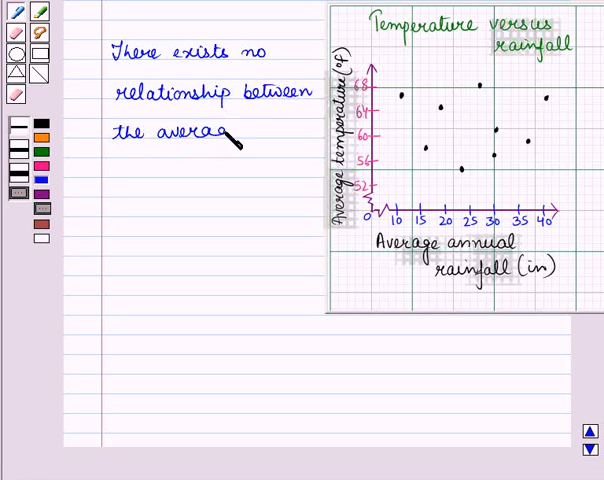 There exists no
relationship between
the averag
Temperature versus
rainfall
Average temperature (°f)
68
64
60
56
52
0 10 15 20 25 30 35 40
Average annual
rainfall (in)